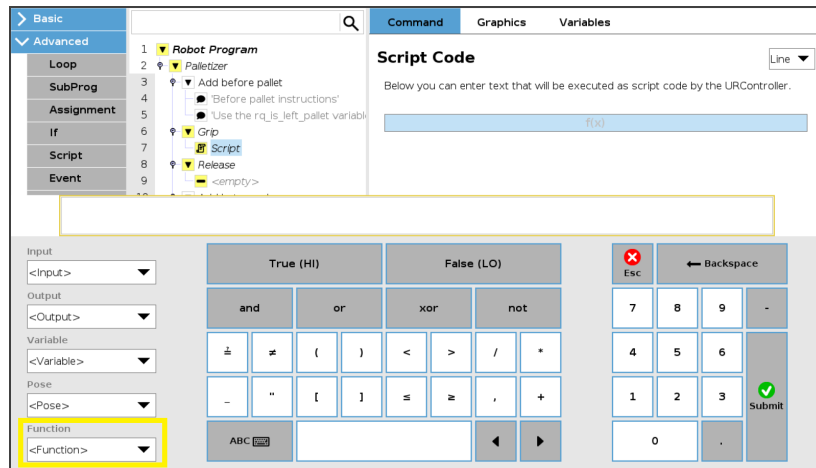 Basic
Advanced
Loop
SubProg
Assignment
If
Script
Event
1 Robot Program
2 Palletizer
3 Add before pallet
4 'Before pallet instructions'
5 'Use the rq_is_left_pallet variabl
6 Grip
7 Script
8 Release
9 <empty>
Command Graphics Variables
Script Code
Line
Below you can enter text that will be executed as script code by the URController.
f(x)
Input
<Input>
Output
<Output>
Variable
<Variable>
Pose
<Pose>
Function
<Function>
True (HI) False (LO)
and or xor not
≟ ≠ ( ) < > / *
_ " [ ] ≤ ≥ , +
ABC
Esc Backspace
7 8 9 -
4 5 6
1 2 3 Submit
0 .